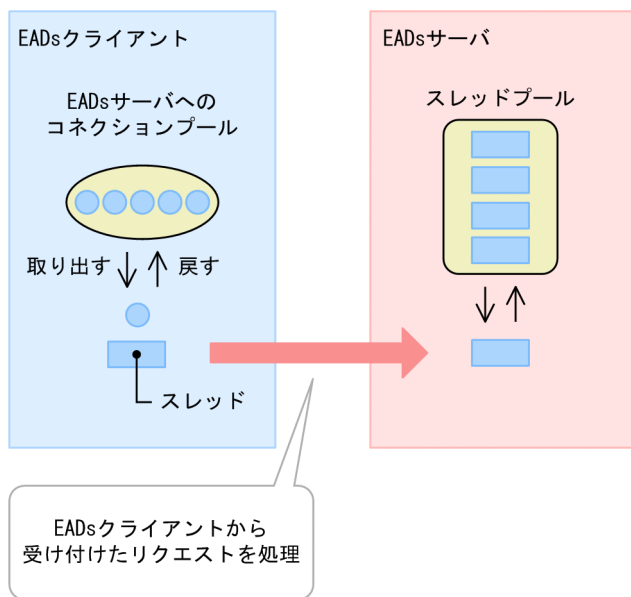 EADsクライアント
EADsサーバへの
コネクションプール
取り出す
戻す
スレッド
EADsサーバ
スレッドプール
EADsクライアントから
受け付けたリクエストを処理